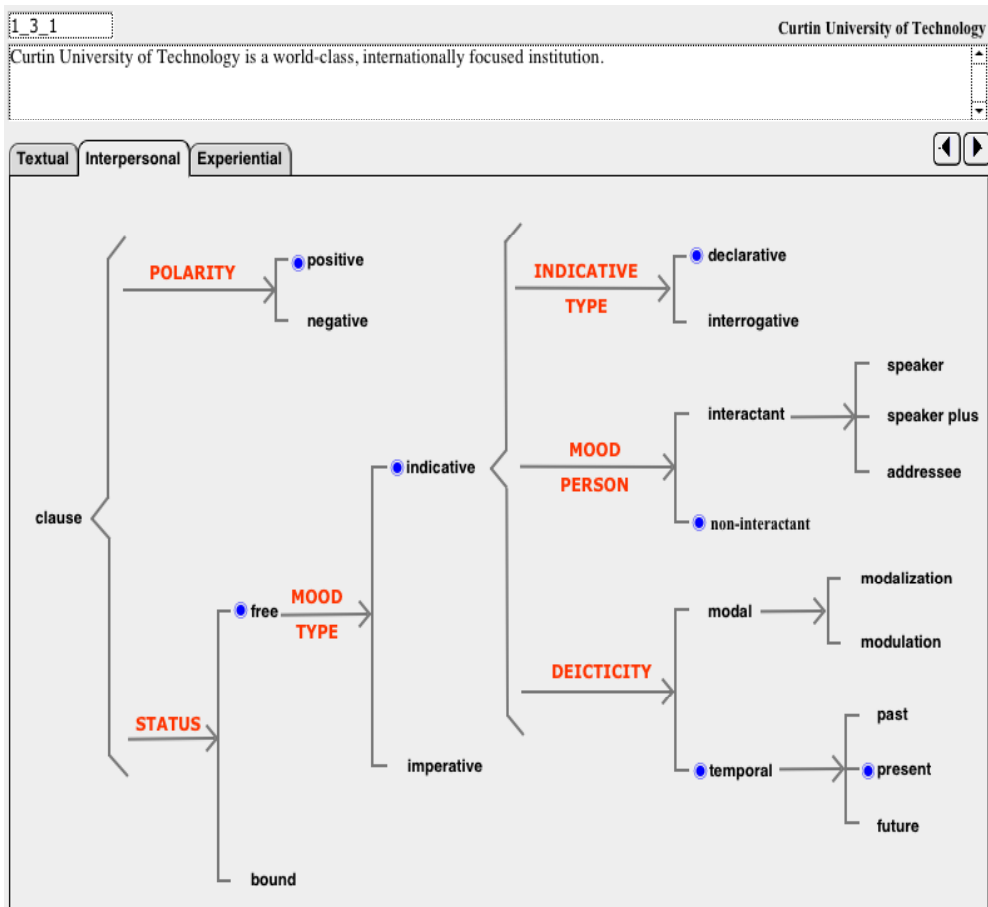 1_3_1
Curtin University of Technology
Curtin University of Technology is a world-class, internationally focused institution.
Textual
Interpersonal
Experiential
clause
POLARITY
positive
negative
STATUS
free
bound
MOOD
TYPE
indicative
imperative
INDICATIVE
TYPE
declarative
interrogative
MOOD
PERSON
interactant
non-interactant
speaker
speaker plus
addressee
DEICTICITY
modal
temporal
modalization
modulation
past
present
future